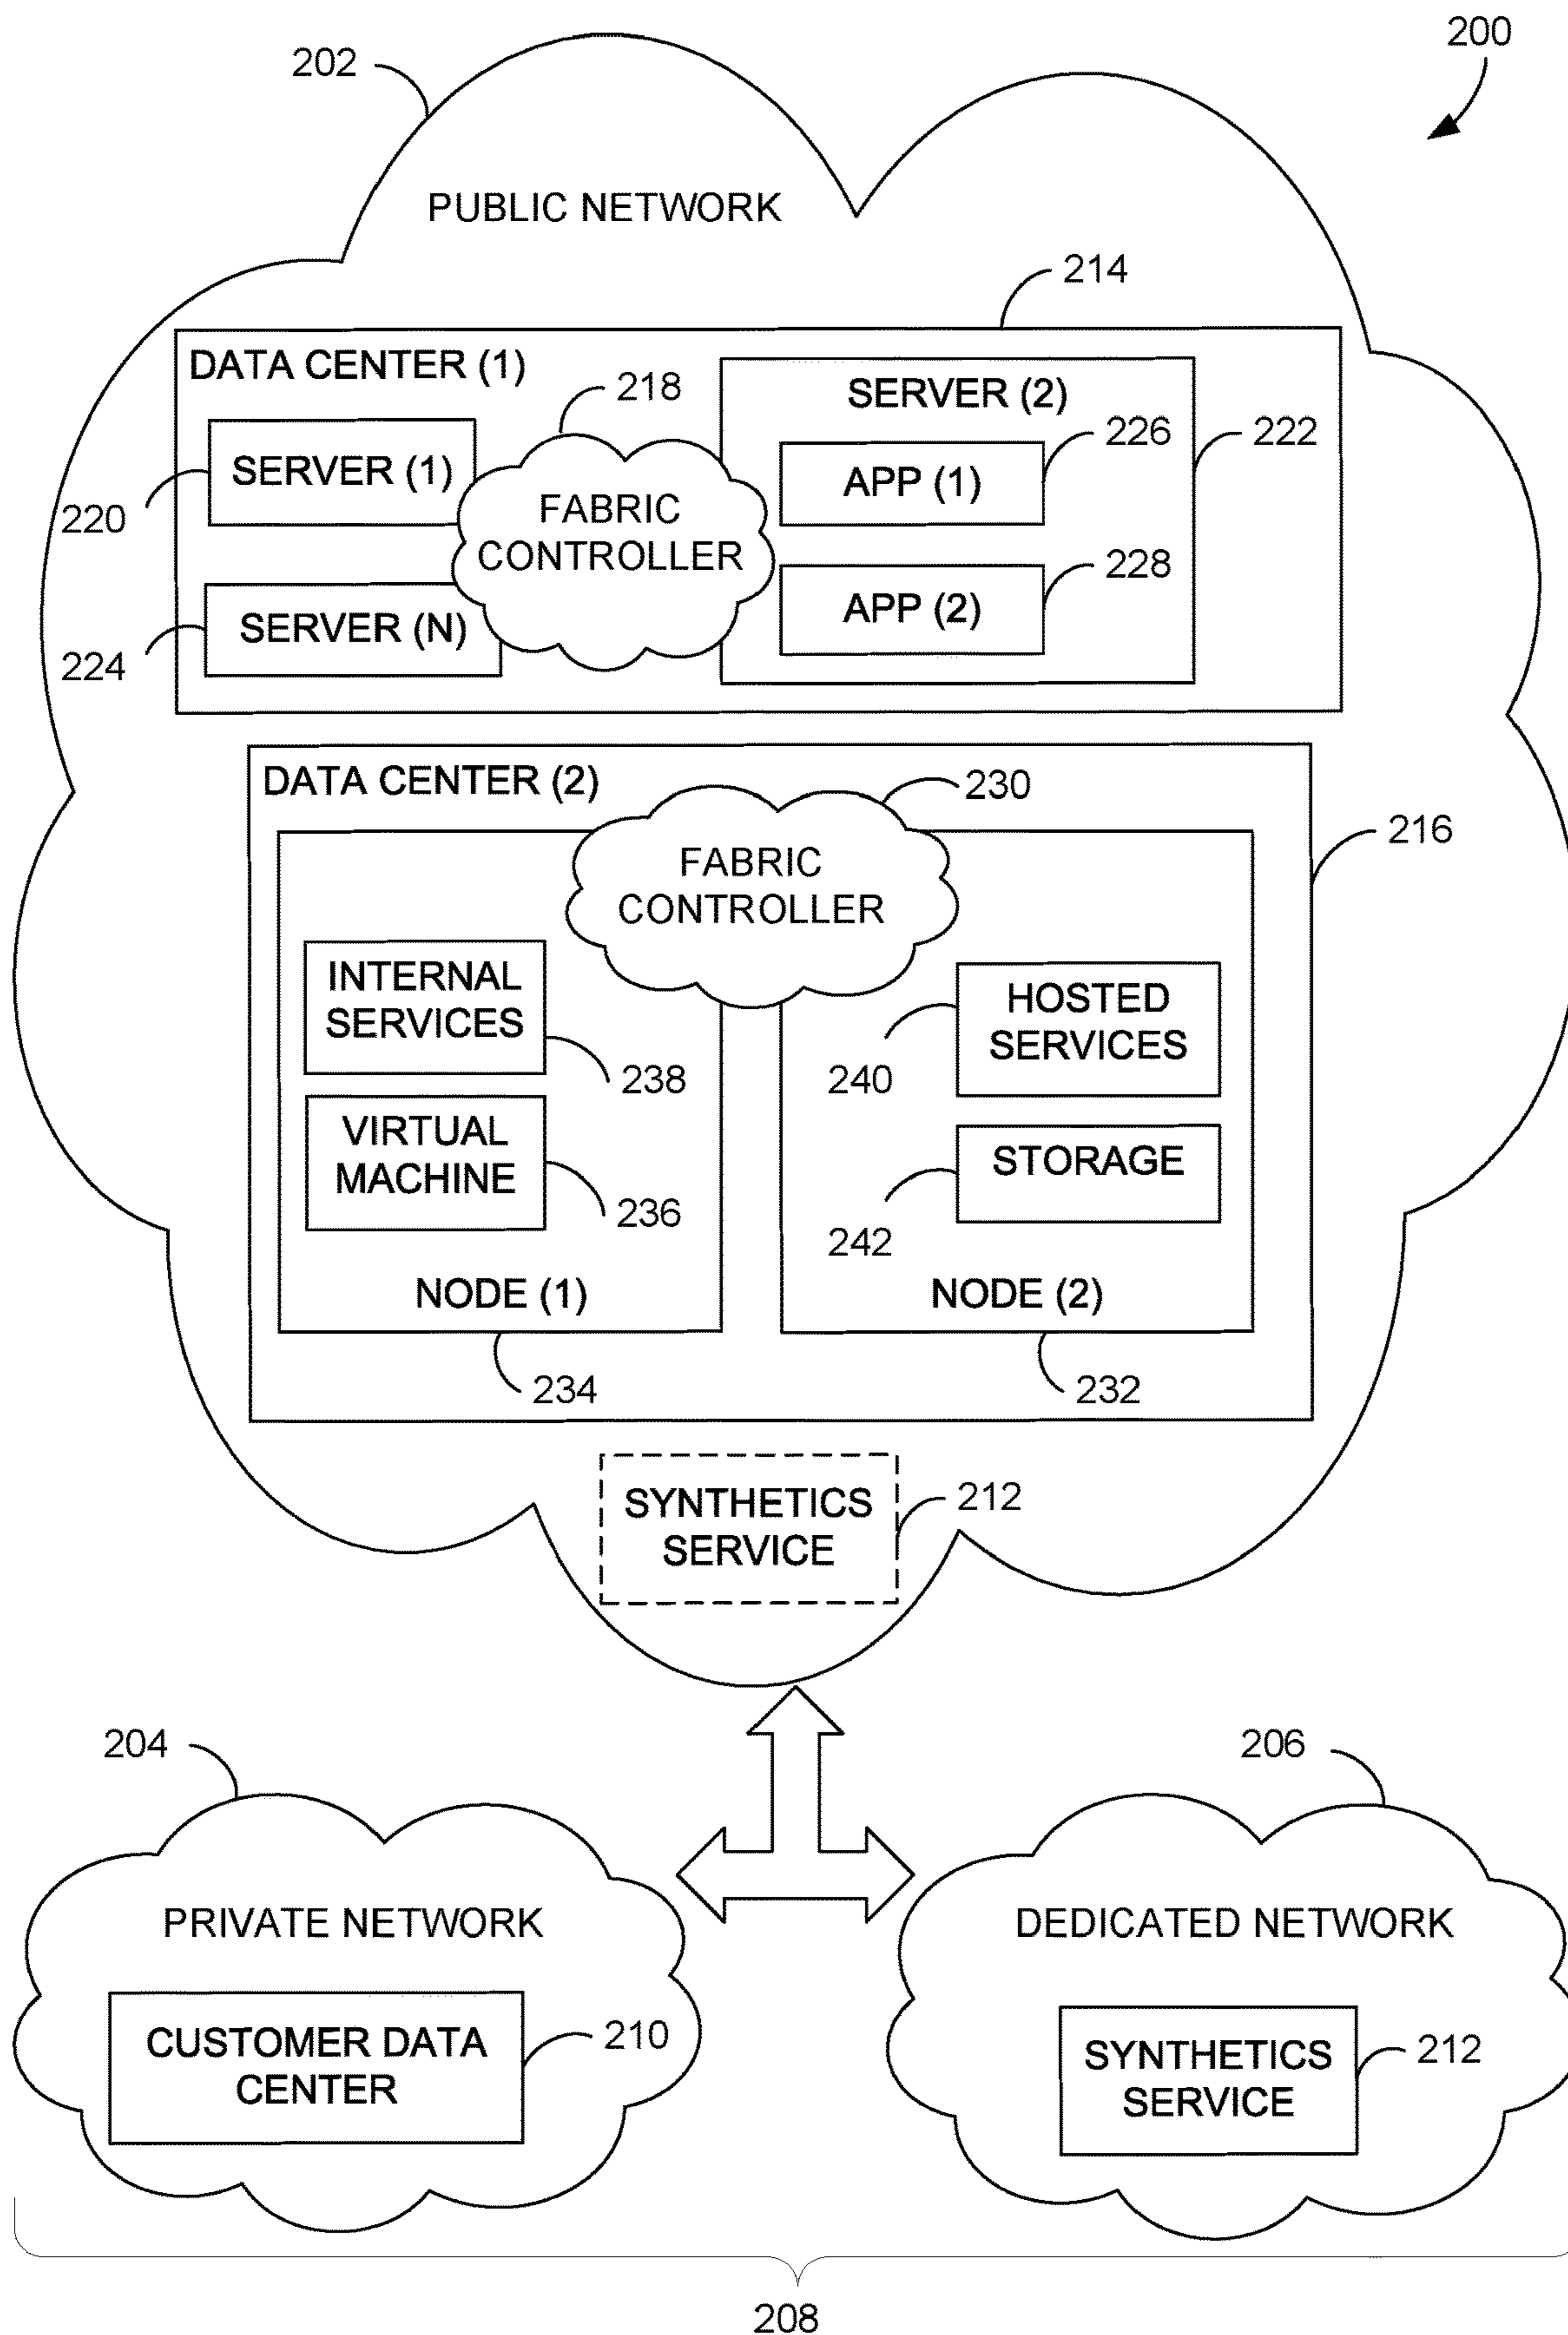 200
202
PUBLIC NETWORK
214
DATA CENTER (1)
218
SERVER (2)
226
222
SERVER (1)
APP (1)
220
FABRIC
CONTROLLER
228
APP (2)
SERVER (N)
224
DATA CENTER (2)
230
216
FABRIC
CONTROLLER
INTERNAL
SERVICES
238
HOSTED
SERVICES
240
VIRTUAL
MACHINE
236
STORAGE
242
NODE (1)
NODE (2)
234
232
SYNTHETICS
SERVICE
212
204
206
PRIVATE NETWORK
DEDICATED NETWORK
CUSTOMER DATA
CENTER
210
SYNTHETICS
SERVICE
212
208